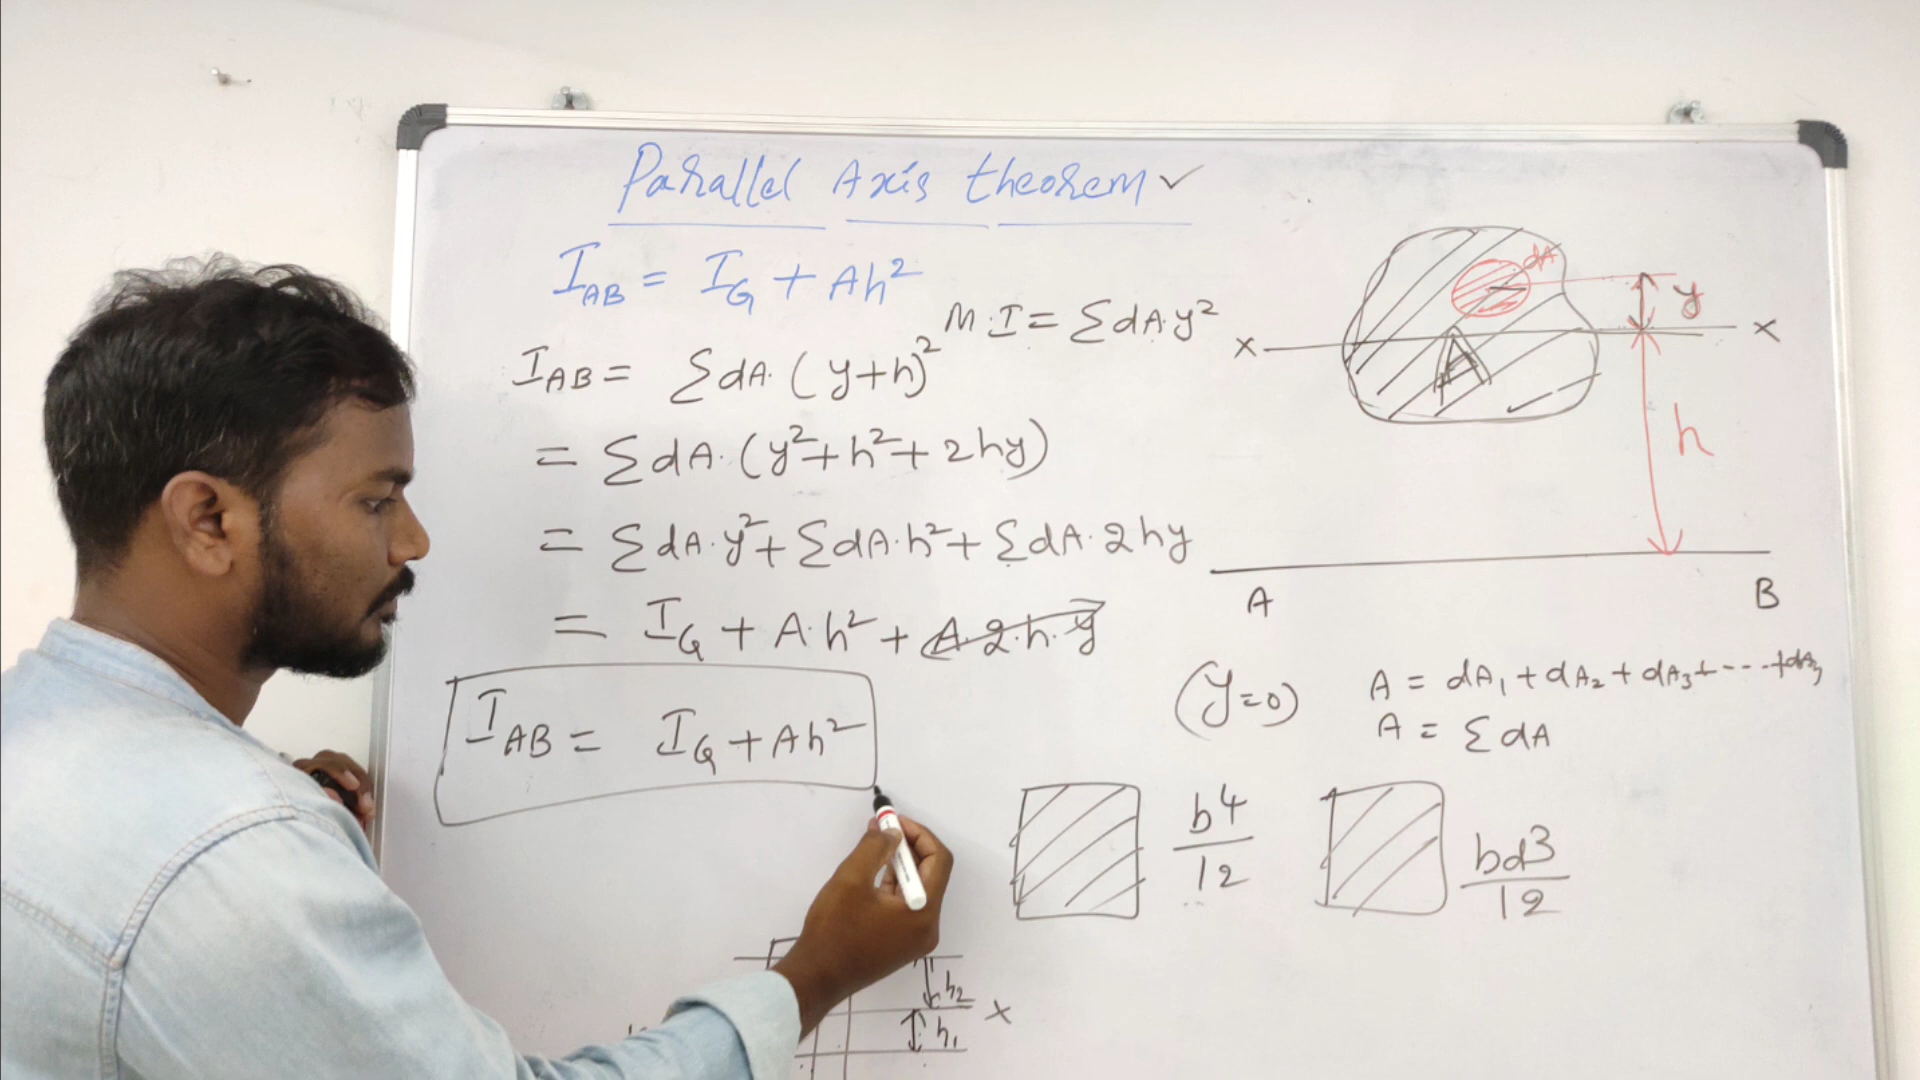 Parallel Axis theorem ✓
I_AB = I_G + Ah²
M.I = ΣdA.y²
I_AB = ΣdA. (y+h)²
= ΣdA. (y²+h²+2hy)
= ΣdA.y² + ΣdA.h² + ΣdA.2hy
= I_G + A.h² + A.2.h.y
I_AB = I_G + Ah²
dA
y
x
x
A
h
A
B
(y=0)
A = dA₁ + dA₂ + dA₃ + ---- + dAₙ
A = ΣdA
b4/12
bd3/12
h₂
x
h₁